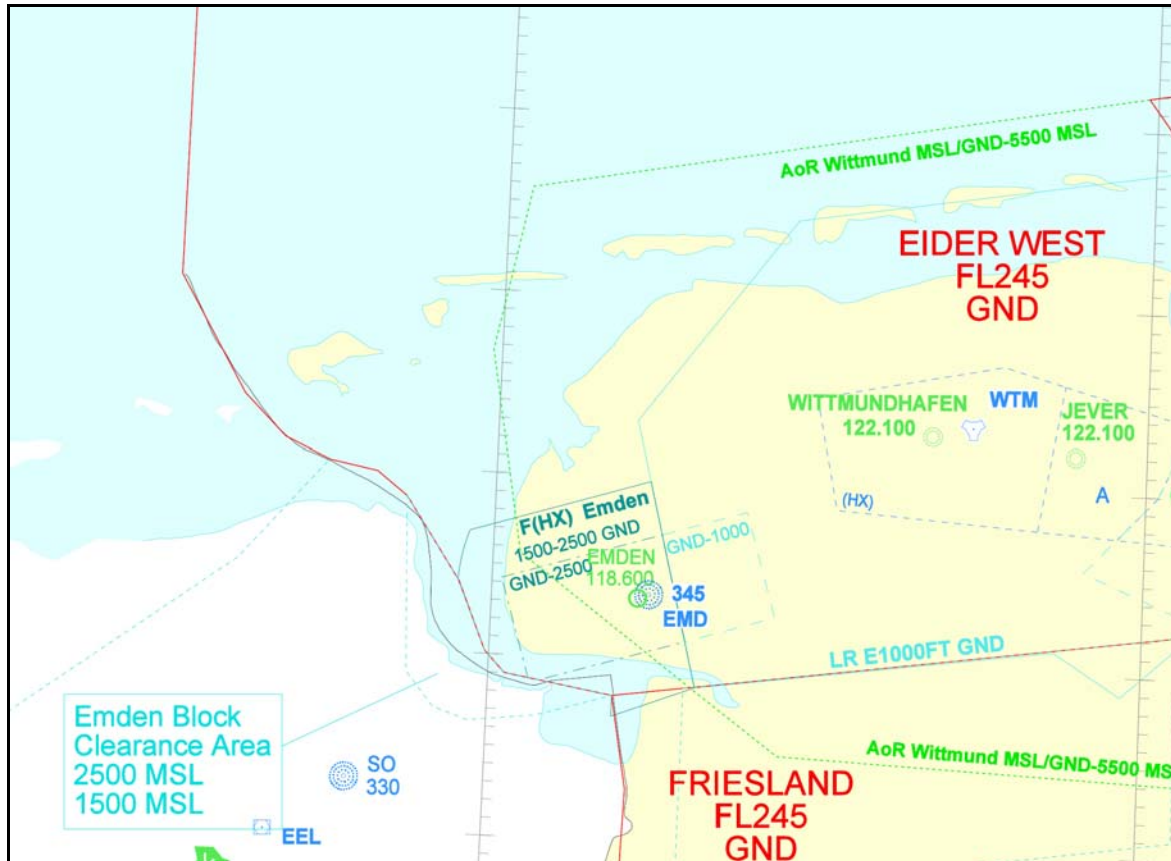 AoR Wittmund MSL/GND-5500 MSL
EIDER WEST
FL245
GND
WITTMUNDHAFEN
122.100
WTM
JEVER
122.100
(HX)
A
F(HX) Emden
1500-2500 GND
GND-2500
EMDEN
118.600
GND-1000
345
EMD
LR E1000FT GND
Emden Block
Clearance Area
2500 MSL
1500 MSL
SO
330
EEL
AoR Wittmund MSL/GND-5500 MS
FRIESLAND
FL245
GND